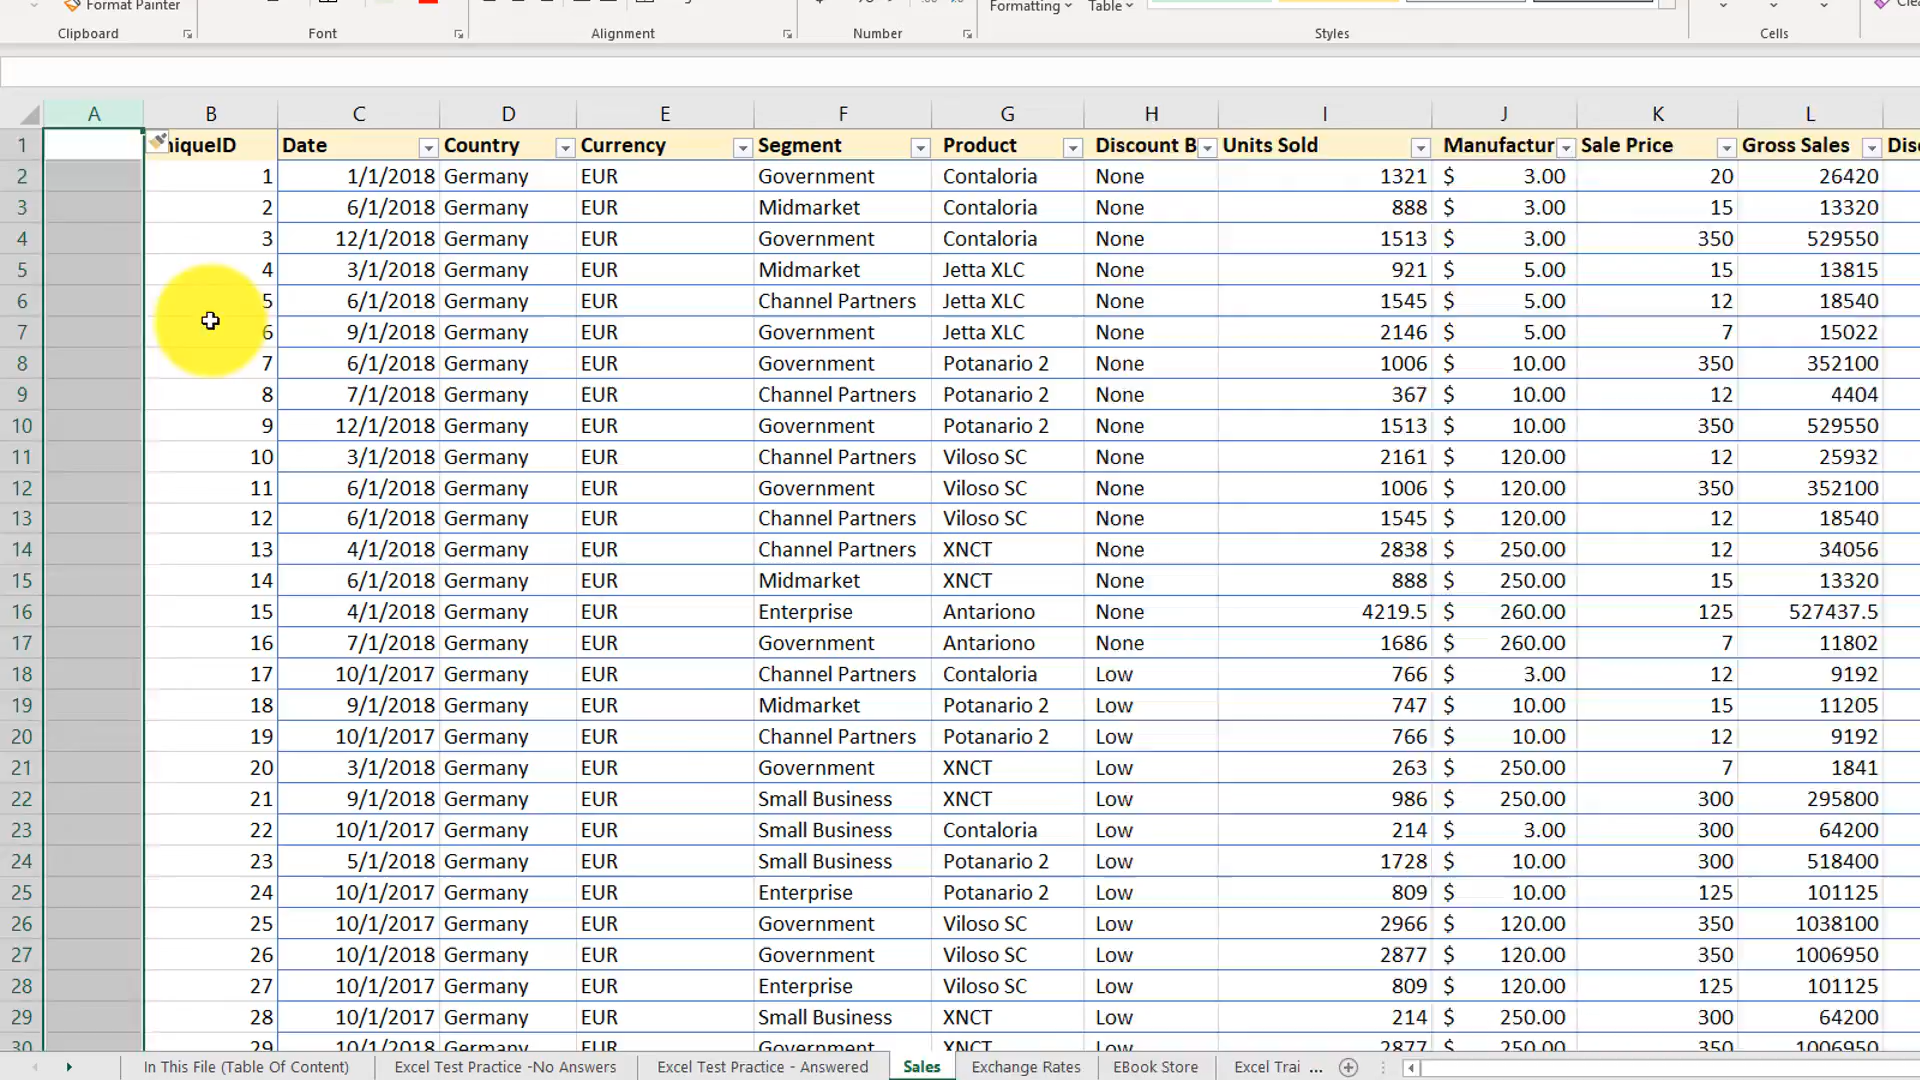 Format Painter Formatting Table
Clipboard Font Alignment Number Styles Cells
A B C D E F G H I J K L
1 niqueID Date Country Currency Segment Product Discount B Units Sold Manufactur Sale Price Gross Sales
2 1 1/1/2018 Germany EUR Government Contaloria None 1321 $ 3.00 20 26420
3 2 6/1/2018 Germany EUR Midmarket Contaloria None 888 $ 3.00 15 13320
4 3 12/1/2018 Germany EUR Government Contaloria None 1513 $ 3.00 350 529550
5 4 3/1/2018 Germany EUR Midmarket Jetta XLC None 921 $ 5.00 15 13815
6 5 6/1/2018 Germany EUR Channel Partners Jetta XLC None 1545 $ 5.00 12 18540
7 6 9/1/2018 Germany EUR Government Jetta XLC None 2146 $ 5.00 7 15022
8 7 6/1/2018 Germany EUR Government Potanario 2 None 1006 $ 10.00 350 352100
9 8 7/1/2018 Germany EUR Channel Partners Potanario 2 None 367 $ 10.00 12 4404
10 9 12/1/2018 Germany EUR Government Potanario 2 None 1513 $ 10.00 350 529550
11 10 3/1/2018 Germany EUR Channel Partners Viloso SC None 2161 $ 120.00 12 25932
12 11 6/1/2018 Germany EUR Government Viloso SC None 1006 $ 120.00 350 352100
13 12 6/1/2018 Germany EUR Channel Partners Viloso SC None 1545 $ 120.00 12 18540
14 13 4/1/2018 Germany EUR Channel Partners XNCT None 2838 $ 250.00 12 34056
15 14 6/1/2018 Germany EUR Midmarket XNCT None 888 $ 250.00 15 13320
16 15 4/1/2018 Germany EUR Enterprise Antariono None 4219.5 $ 260.00 125 527437.5
17 16 7/1/2018 Germany EUR Government Antariono None 1686 $ 260.00 7 11802
18 17 10/1/2017 Germany EUR Channel Partners Contaloria Low 766 $ 3.00 12 9192
19 18 9/1/2018 Germany EUR Midmarket Potanario 2 Low 747 $ 10.00 15 11205
20 19 10/1/2017 Germany EUR Channel Partners Potanario 2 Low 766 $ 10.00 12 9192
21 20 3/1/2018 Germany EUR Government XNCT Low 263 $ 250.00 7 1841
22 21 9/1/2018 Germany EUR Small Business XNCT Low 986 $ 250.00 300 295800
23 22 10/1/2017 Germany EUR Small Business Contaloria Low 214 $ 3.00 300 64200
24 23 5/1/2018 Germany EUR Small Business Potanario 2 Low 1728 $ 10.00 300 518400
25 24 10/1/2017 Germany EUR Enterprise Potanario 2 Low 809 $ 10.00 125 101125
26 25 10/1/2017 Germany EUR Government Viloso SC Low 2966 $ 120.00 350 1038100
27 26 10/1/2018 Germany EUR Government Viloso SC Low 2877 $ 120.00 350 1006950
28 27 10/1/2017 Germany EUR Enterprise Viloso SC Low 809 $ 120.00 125 101125
29 28 10/1/2017 Germany EUR Small Business XNCT Low 214 $ 250.00 300 64200
30 29 10/1/2018 Germany EUR Government XNCT Low 2877 $ 250.00 350 1006950
In This File (Table Of Content) Excel Test Practice -No Answers Excel Test Practice - Answered Sales Exchange Rates EBook Store Excel Trai ...